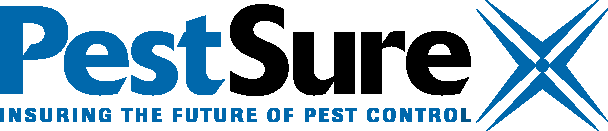 PestSure
INSURING THE FUTURE OF PEST CONTROL